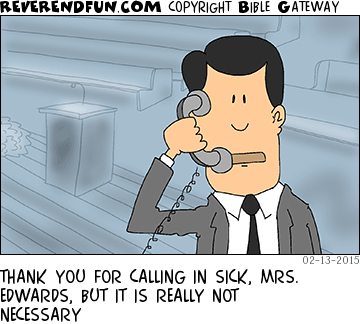 REVERENDFUN.COM COPYRIGHT BIBLE GATEWAY
02-13-2015
THANK YOU FOR CALLING IN SICK, MRS.
EDWARDS, BUT IT IS REALLY NOT
NECESSARY